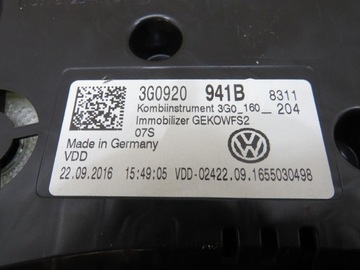 3G0920 941B 8311
Kombiinstrument 3G0_160_ 204
Immobilizer GEKOWFS2
07S
Made in Germany
VDD
22.09.2016 15:49:05 VDD-02422.09.1655030498